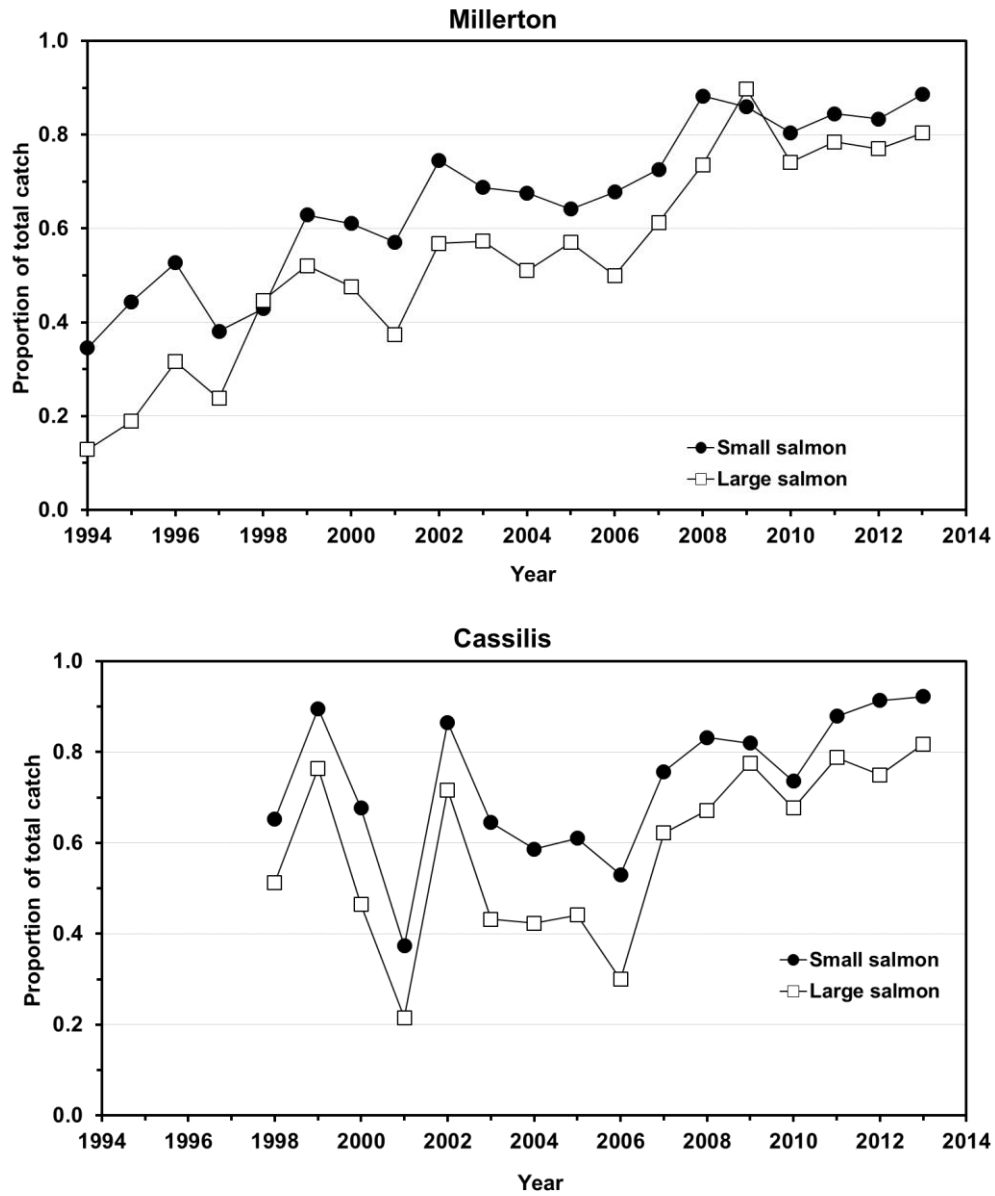 Millerton
1.0
0.8
0.6
0.4
0.2
0.0
Proportion of total catch
Small salmon
Large salmon
1994 1996 1998 2000 2002 2004 2006 2008 2010 2012 2014
Year
Cassilis
1.0
0.8
0.6
0.4
0.2
0.0
Proportion of total catch
Small salmon
Large salmon
1994 1996 1998 2000 2002 2004 2006 2008 2010 2012 2014
Year